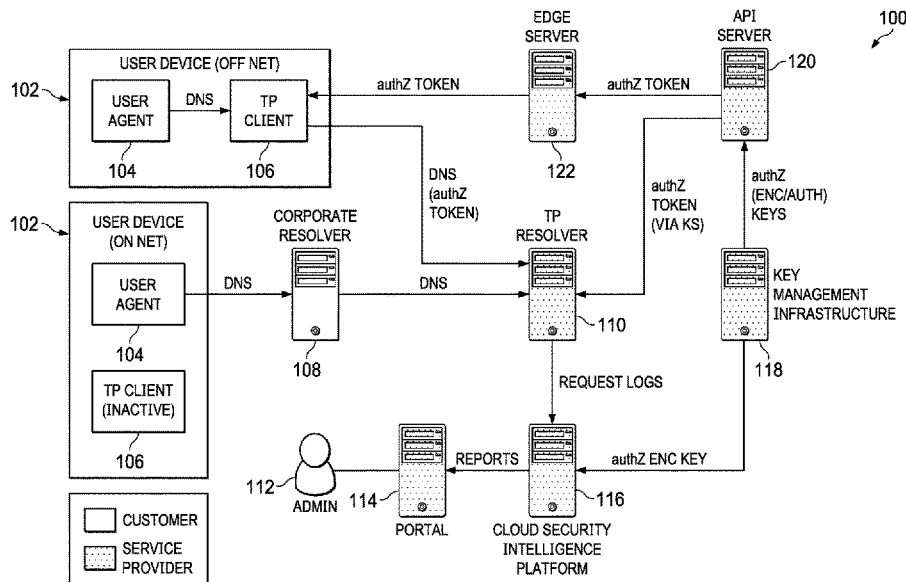 100
EDGE
SERVER
API
SERVER
USER DEVICE (OFF NET)
102
USER
AGENT
DNS
TP
CLIENT
104
106
authZ TOKEN
authZ TOKEN
120
122
DNS
(authZ
TOKEN)
authZ
TOKEN
(VIA KS)
authZ
(ENC/AUTH)
KEYS
102
USER DEVICE
(ON NET)
USER
AGENT
104
DNS
CORPORATE
RESOLVER
108
DNS
TP
RESOLVER
110
KEY
MANAGEMENT
INFRASTRUCTURE
118
TP CLIENT
(INACTIVE)
106
REQUEST LOGS
112
ADMIN
114
PORTAL
REPORTS
authZ ENC KEY
116
CLOUD SECURITY
INTELLIGENCE
PLATFORM
CUSTOMER
SERVICE
PROVIDER